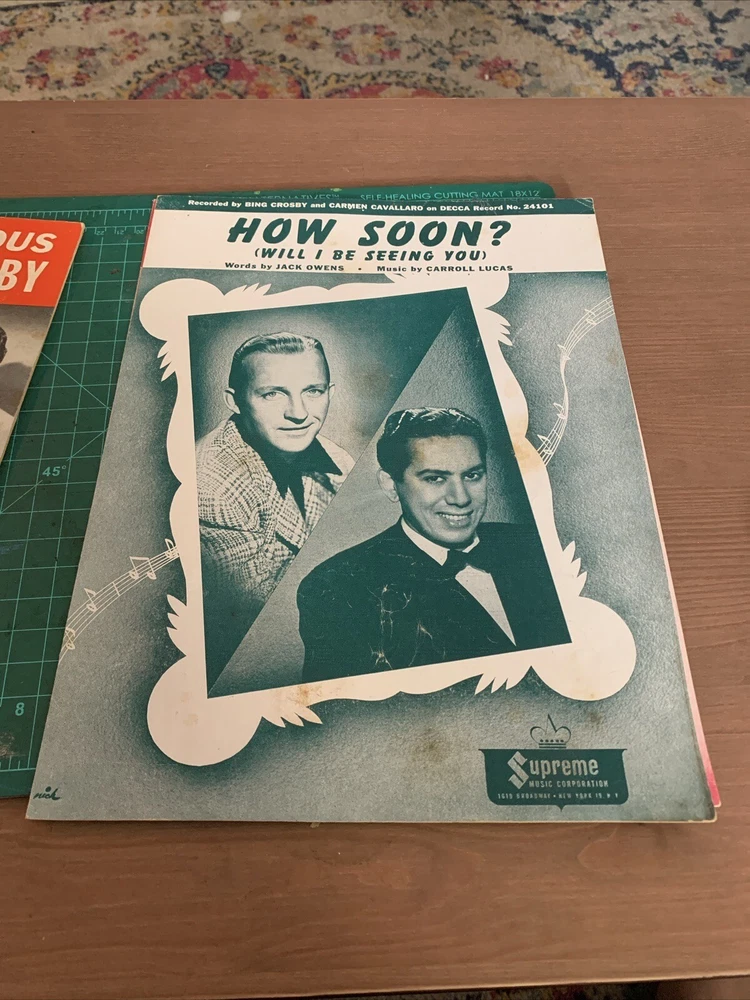 SELF-HEALING CUTTING MAT 18X12
OUS
BY
45°
8
Recorded by BING CROSBY and CARMEN CAVALLARO on DECCA Record No. 24101
HOW SOON?
(WILL I BE SEEING YOU)
Words by JACK OWENS • Music by CARROLL LUCAS
Supreme
MUSIC CORPORATION
1619 BROADWAY • NEW YORK 19, N.Y.
nick